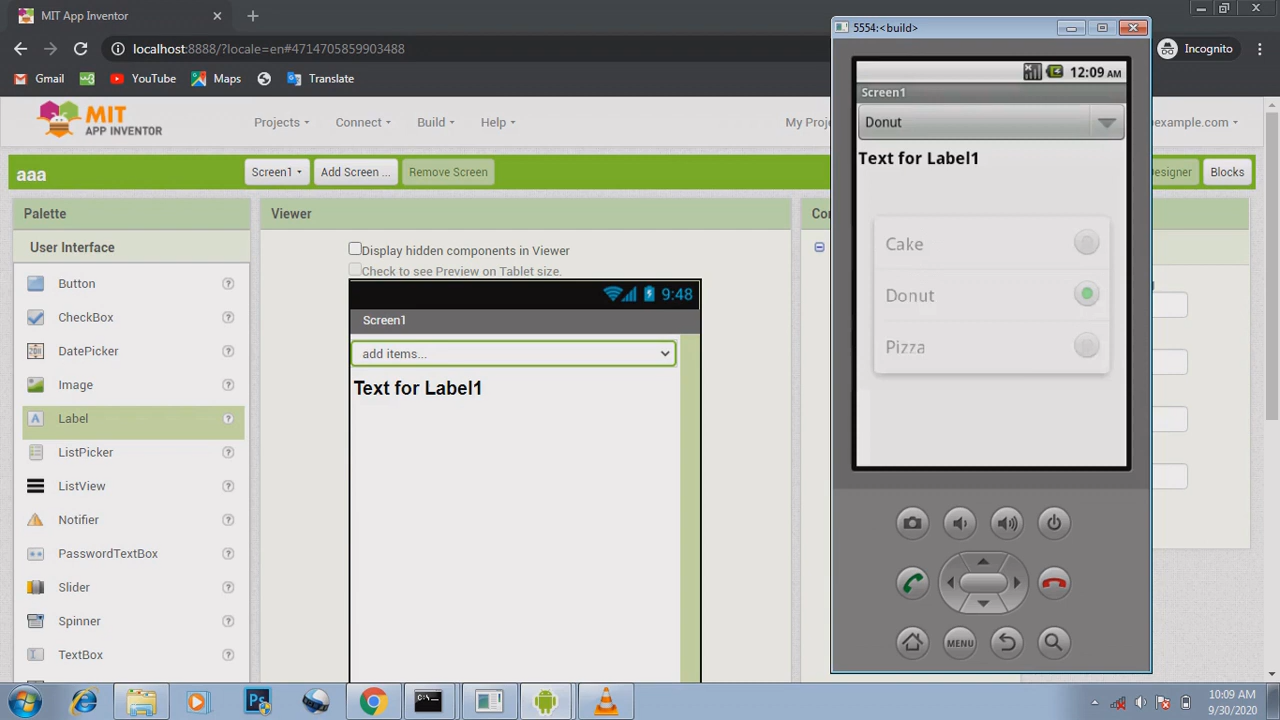 MIT App Inventor
localhost:8888/?locale=en#4714705859903488
Incognito
Gmail
YouTube
Maps
Translate
MIT
APP INVENTOR
Projects
Connect
Build
Help
My Proj
example.com
aaa
Screen1
Add Screen ...
Remove Screen
esigner
Blocks
Palette
Viewer
Co
User Interface
Display hidden components in Viewer
Check to see Preview on Tablet size.
Button
CheckBox
DatePicker
Image
Label
ListPicker
ListView
Notifier
PasswordTextBox
Slider
Spinner
TextBox
9:48
Screen1
add items...
Text for Label1
5554:<build>
12:09 AM
Screen1
Donut
Text for Label1
Cake
Donut
Pizza
MENU
10:09 AM
9/30/2020